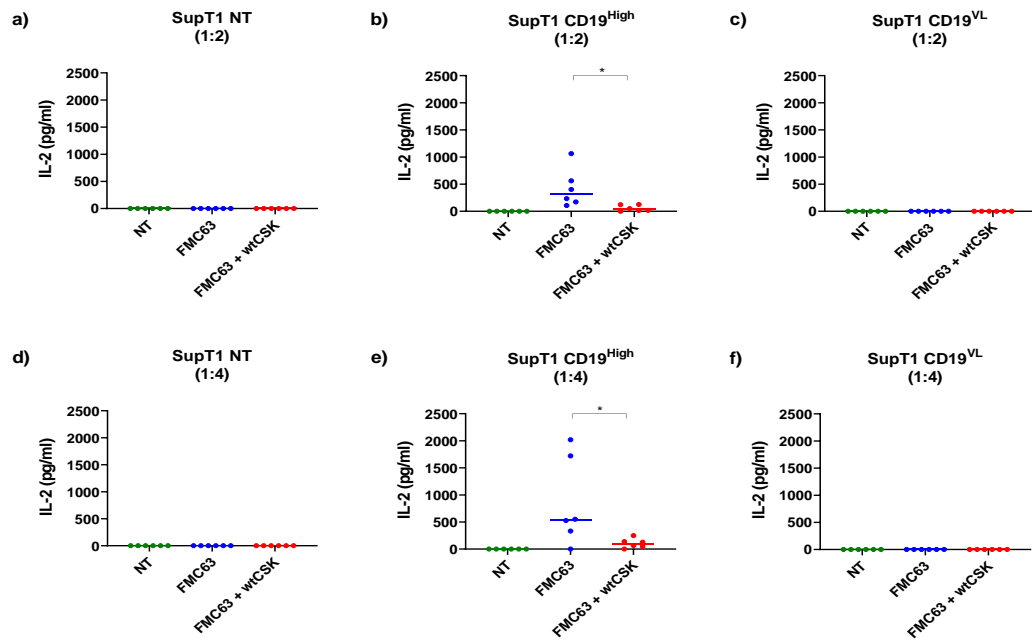 a)
SupT1 NT
(1:2)
IL-2 (pg/ml)
2500
2000
1500
1000
500
0
NT
FMC63
FMC63 + wtCSK
b)
SupT1 CD19High
(1:2)
*
IL-2 (pg/ml)
2500
2000
1500
1000
500
0
NT
FMC63
FMC63 + wtCSK
c)
SupT1 CD19VL
(1:2)
IL-2 (pg/ml)
2500
2000
1500
1000
500
0
NT
FMC63
FMC63 + wtCSK
d)
SupT1 NT
(1:4)
IL-2 (pg/ml)
2500
2000
1500
1000
500
0
NT
FMC63
FMC63 + wtCSK
e)
SupT1 CD19High
(1:4)
*
IL-2 (pg/ml)
2500
2000
1500
1000
500
0
NT
FMC63
FMC63 + wtCSK
f)
SupT1 CD19VL
(1:4)
IL-2 (pg/ml)
2500
2000
1500
1000
500
0
NT
FMC63
FMC63 + wtCSK